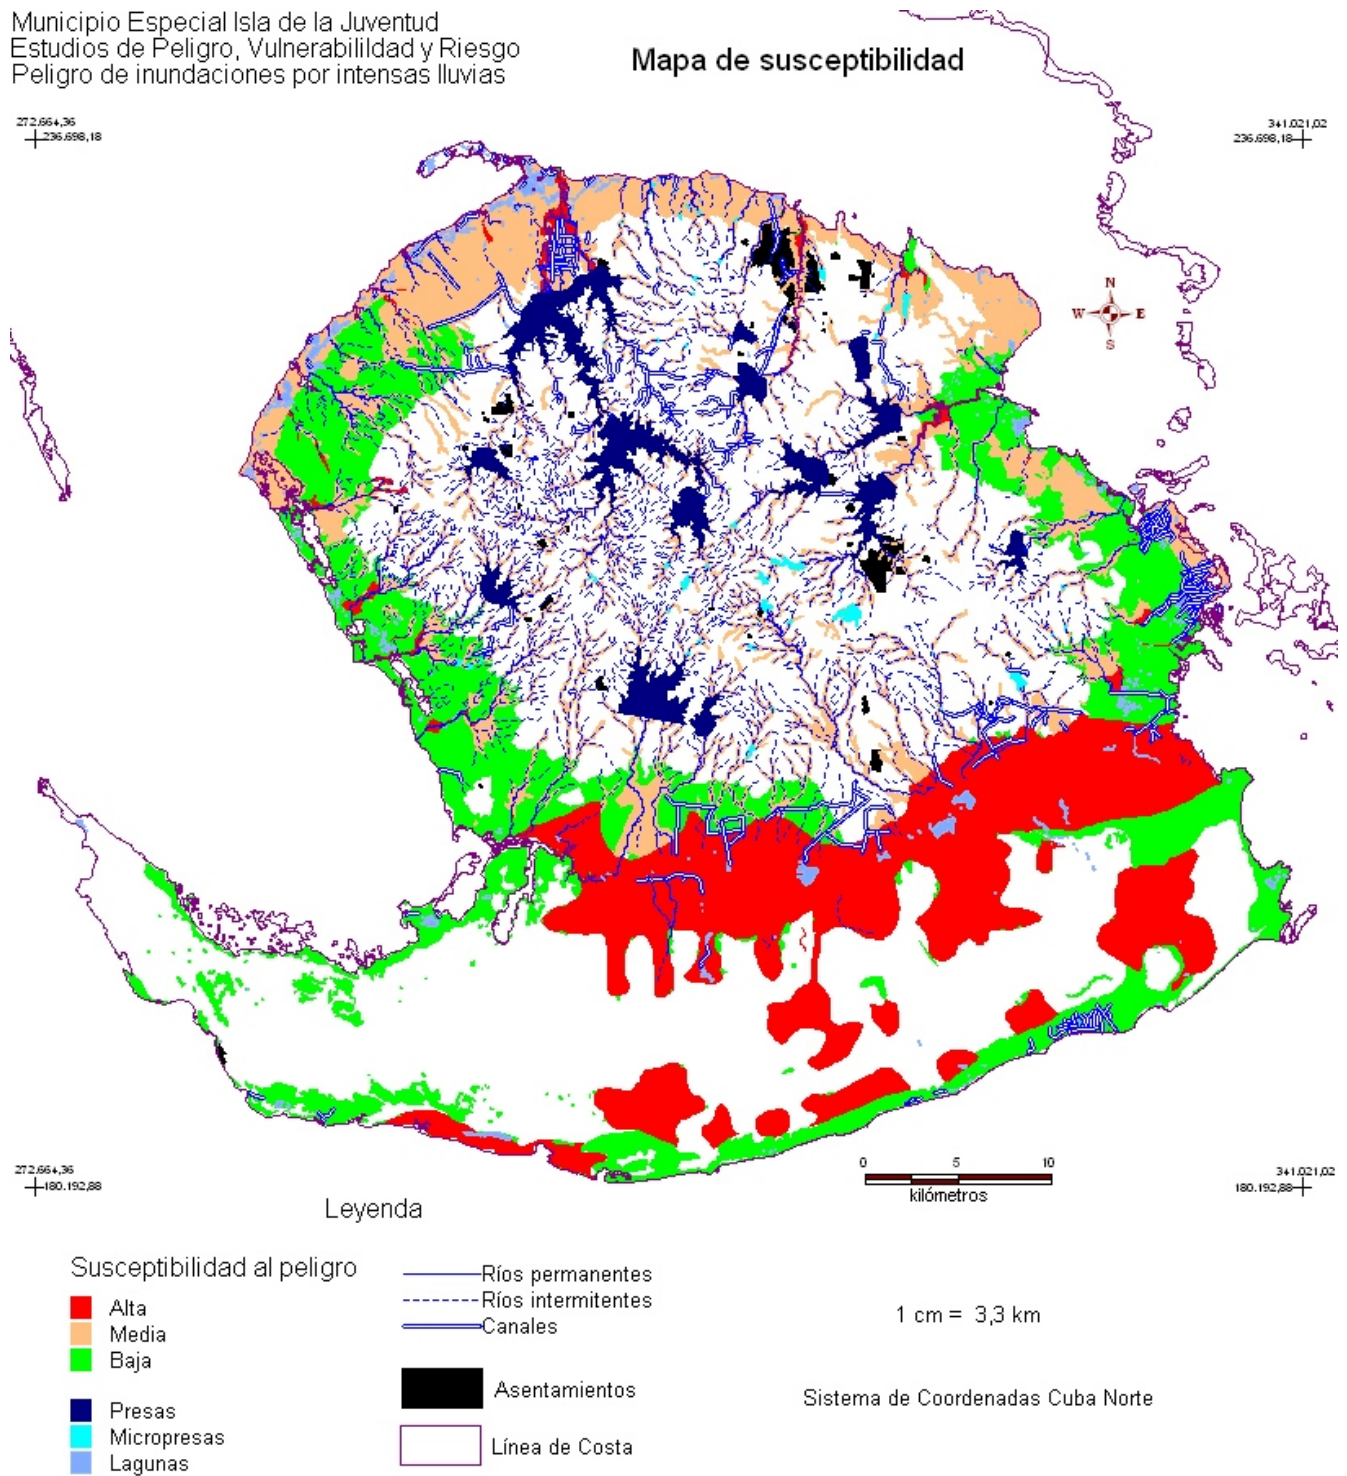 Municipio Especial Isla de la Juventud
Estudios de Peligro, Vulnerabilildad y Riesgo
Peligro de inundaciones por intensas lluvias
Mapa de susceptibilidad
272.664,36
236.698,18
341.021,02
236.698,18
N
W E
S
272.664,36
180.192,88
0 5 10
kilómetros
341.021,02
180.192,88
Leyenda
Susceptibilidad al peligro
Alta
Media
Baja
Presas
Micropresas
Lagunas
Ríos permanentes
Ríos intermitentes
Canales
Asentamientos
Línea de Costa
1 cm = 3,3 km
Sistema de Coordenadas Cuba Norte